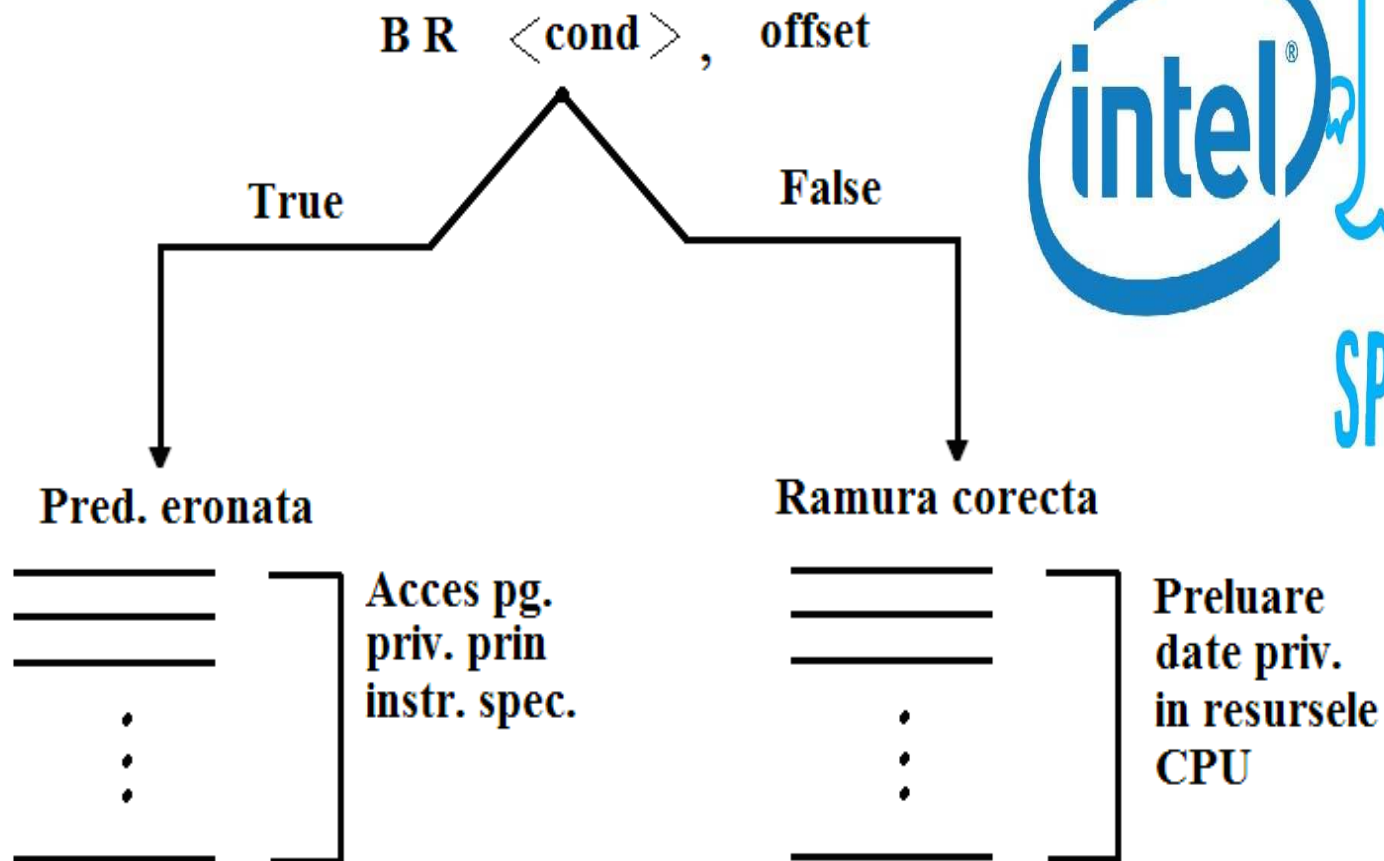 B R <cond> , offset
intel®
True
False
SP
Pred. eronata
Ramura corecta
Acces pg.
priv. prin
instr. spec.
Preluare
date priv.
in resursele
CPU